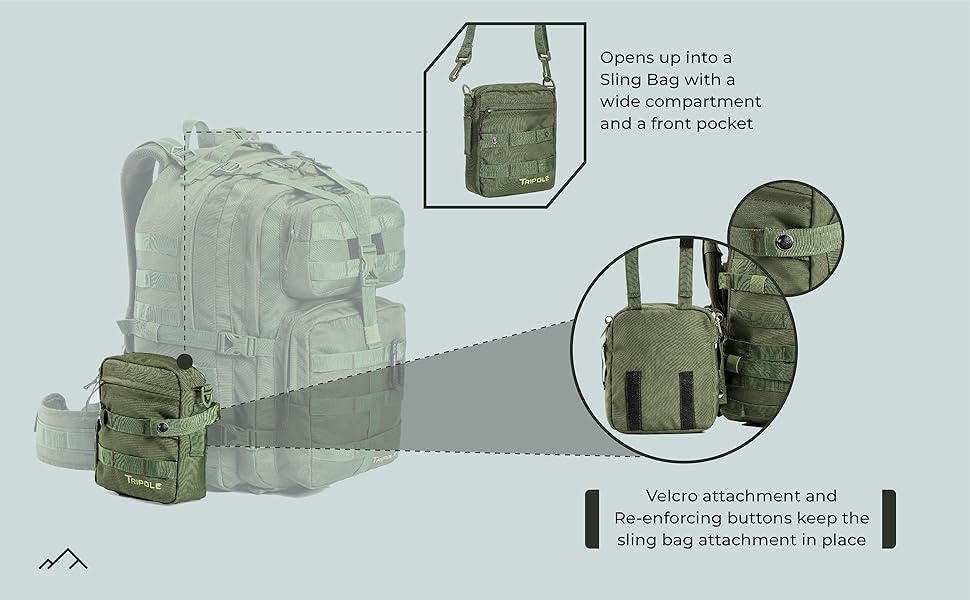 Opens up into a
Sling Bag with a
wide compartment
and a front pocket
TRIPOLE
TRIPOLE
TRIPOLE
Velcro attachment and
Re-enforcing buttons keep the
sling bag attachment in place